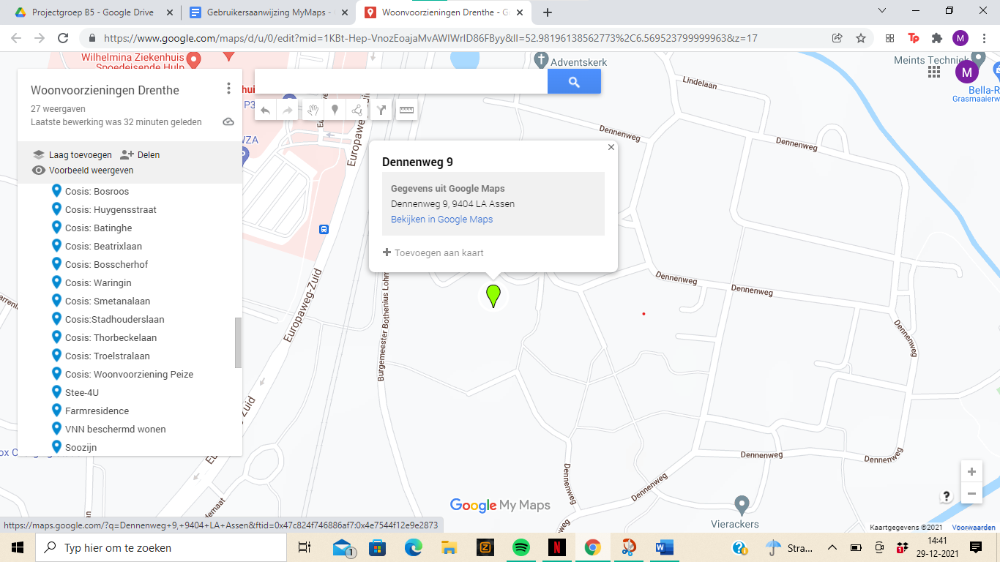 Projectgroep B5 - Google Drive
Gebruikersaanwijzing MyMaps -
Woonvoorzieningen Drenthe - G
https://www.google.com/maps/d/u/0/edit?mid=1KBt-Hep-VnozEoajaMvAWIWrID86FByy&ll=52.98196138562773%2C6.569523799999963&z=17
M
Wilhelmina Ziekenhuis
Spoedeisende Hulp
Adventskerk
Meints Techniek
M
Bella-R
Grasmaaierw
Woonvoorzieningen Drenthe
27 weergaven
Laatste bewerking was 32 minuten geleden
Laag toevoegen
Delen
Voorbeeld weergeven
Cosis: Bosroos
Cosis: Huygensstraat
Cosis: Batinghe
Cosis: Beatrixlaan
Cosis: Bosscherhof
Cosis: Waringin
Cosis: Smetanalaan
Cosis:Stadhouderslaan
Cosis: Thorbeckelaan
Cosis: Troelstralaan
Cosis: Woonvoorziening Peize
Stee-4U
Farmresidence
VNN beschermd wonen
Soozijn
Dennenweg 9
Gegevens uit Google Maps
Dennenweg 9, 9404 LA Assen
Bekijken in Google Maps
Toevoegen aan kaart
Lindelaan
Dennenweg
Dennenweg
Dennenweg
Dennenweg
Dennenweg
Dennenweg
Dennenweg
Dennenweg
Dennenweg
Dennenweg
Europaweg-Zuid
Burgemeester Bothenius Lohm
Vierackers
Google My Maps
Kaartgegevens ©2021
Voorwaarden
https://maps.google.com/?q=Dennenweg+9,+9404+LA+Assen&ftid=0x47c824f746886af7:0x4e7544f12e9e2873
Typ hier om te zoeken
1
Stra...
14:41
29-12-2021